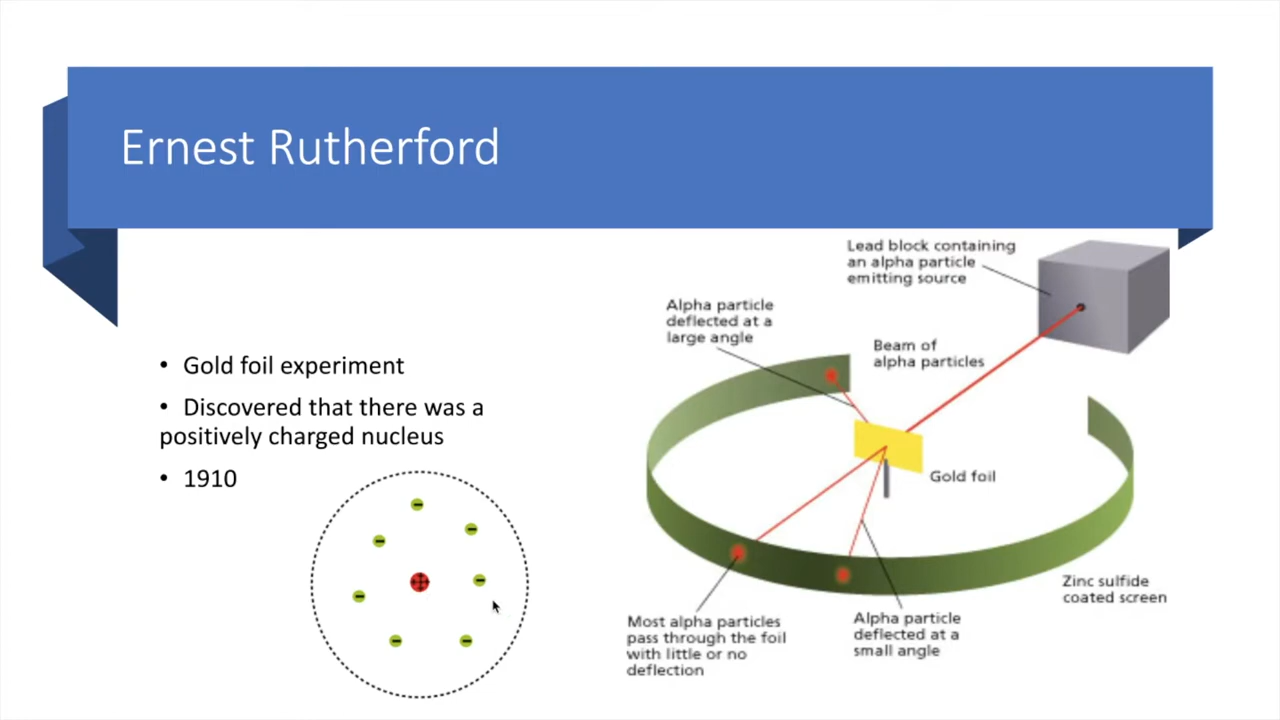 Ernest Rutherford
• Gold foil experiment
• Discovered that there was a
positively charged nucleus
• 1910
Lead block containing
an alpha particle
emitting source
Alpha particle
deflected at a
large angle
Beam of
alpha particles
Gold foil
Zinc sulfide
coated screen
Most alpha particles
pass through the foil
with little or no
deflection
Alpha particle
deflected at a
small angle